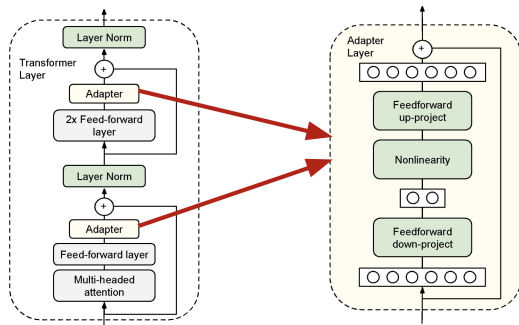 Layer Norm
Transformer
Layer
+
Adapter
2x Feed-forward
layer
Layer Norm
+
Adapter
Feed-forward layer
Multi-headed
attention
Adapter
Layer
+
Feedforward
up-project
Nonlinearity
Feedforward
down-project